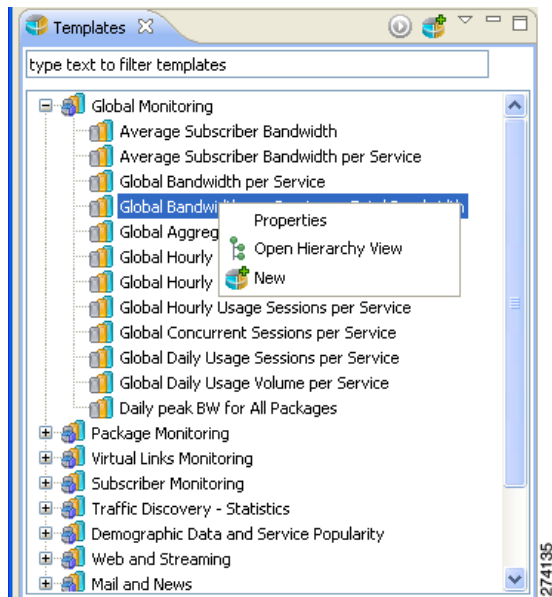 Templates
type text to filter templates
Global Monitoring
Average Subscriber Bandwidth
Average Subscriber Bandwidth per Service
Global Bandwidth per Service
Global
Properties
Global
Open Hierarchy View
Global Hourly
New
Global Hourly
Global Hourly Usage Sessions per Service
Global Concurrent Sessions per Service
Global Daily Usage Sessions per Service
Global Daily Usage Volume per Service
Daily peak BW for All Packages
Package Monitoring
Virtual Links Monitoring
Subscriber Monitoring
Traffic Discovery - Statistics
Demographic Data and Service Popularity
Web and Streaming
Mail and News
274135